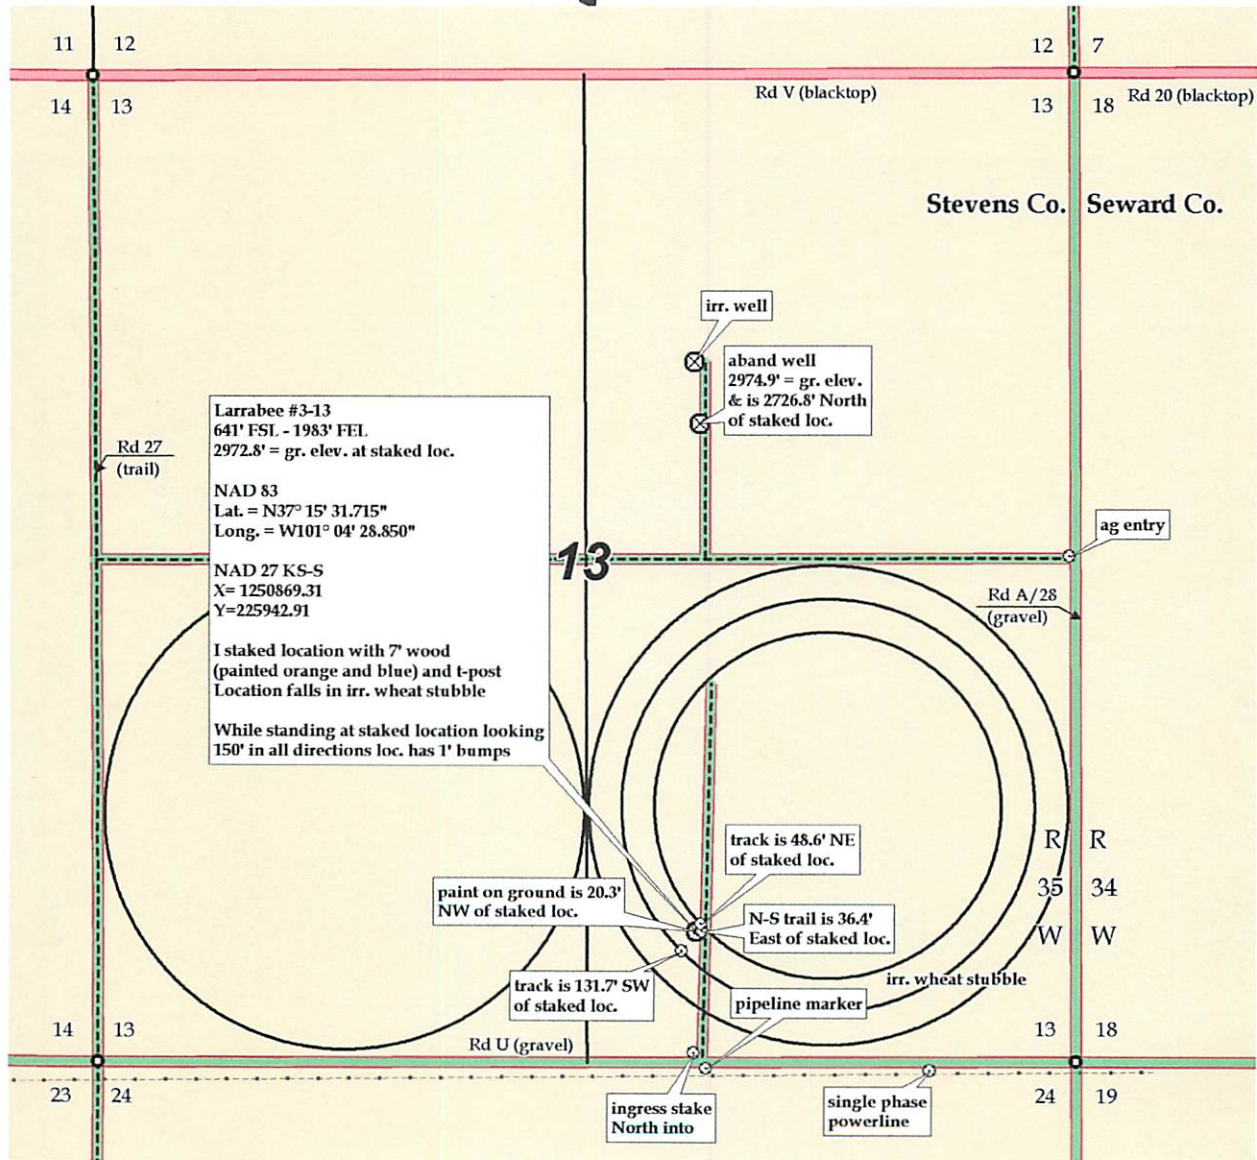 11 12
12 7
Rd V (blacktop)
14 13
13 18
Rd 20 (blacktop)
Stevens Co. Seward Co.
irr. well
aband well
2974.9' = gr. elev.
& is 2726.8' North
of staked loc.
Larrabee #3-13
641' FSL - 1983' FEL
2972.8' = gr. elev. at staked loc.
NAD 83
Lat. = N37° 15' 31.715"
Long. = W101° 04' 28.850"
NAD 27 KS-S
X= 1250869.31
Y=225942.91
I staked location with 7' wood
(painted orange and blue) and t-post
Location falls in irr. wheat stubble
While standing at staked location looking
150' in all directions loc. has 1' bumps
Rd 27
(trail)
ag entry
13
Rd A/28
(gravel)
track is 48.6' NE
of staked loc.
R R
35 34
W W
paint on ground is 20.3'
NW of staked loc.
N-S trail is 36.4'
East of staked loc.
track is 131.7' SW
of staked loc.
irr. wheat stubble
pipeline marker
14 13
Rd U (gravel)
13 18
23 24
24 19
ingress stake
North into
single phase
powerline